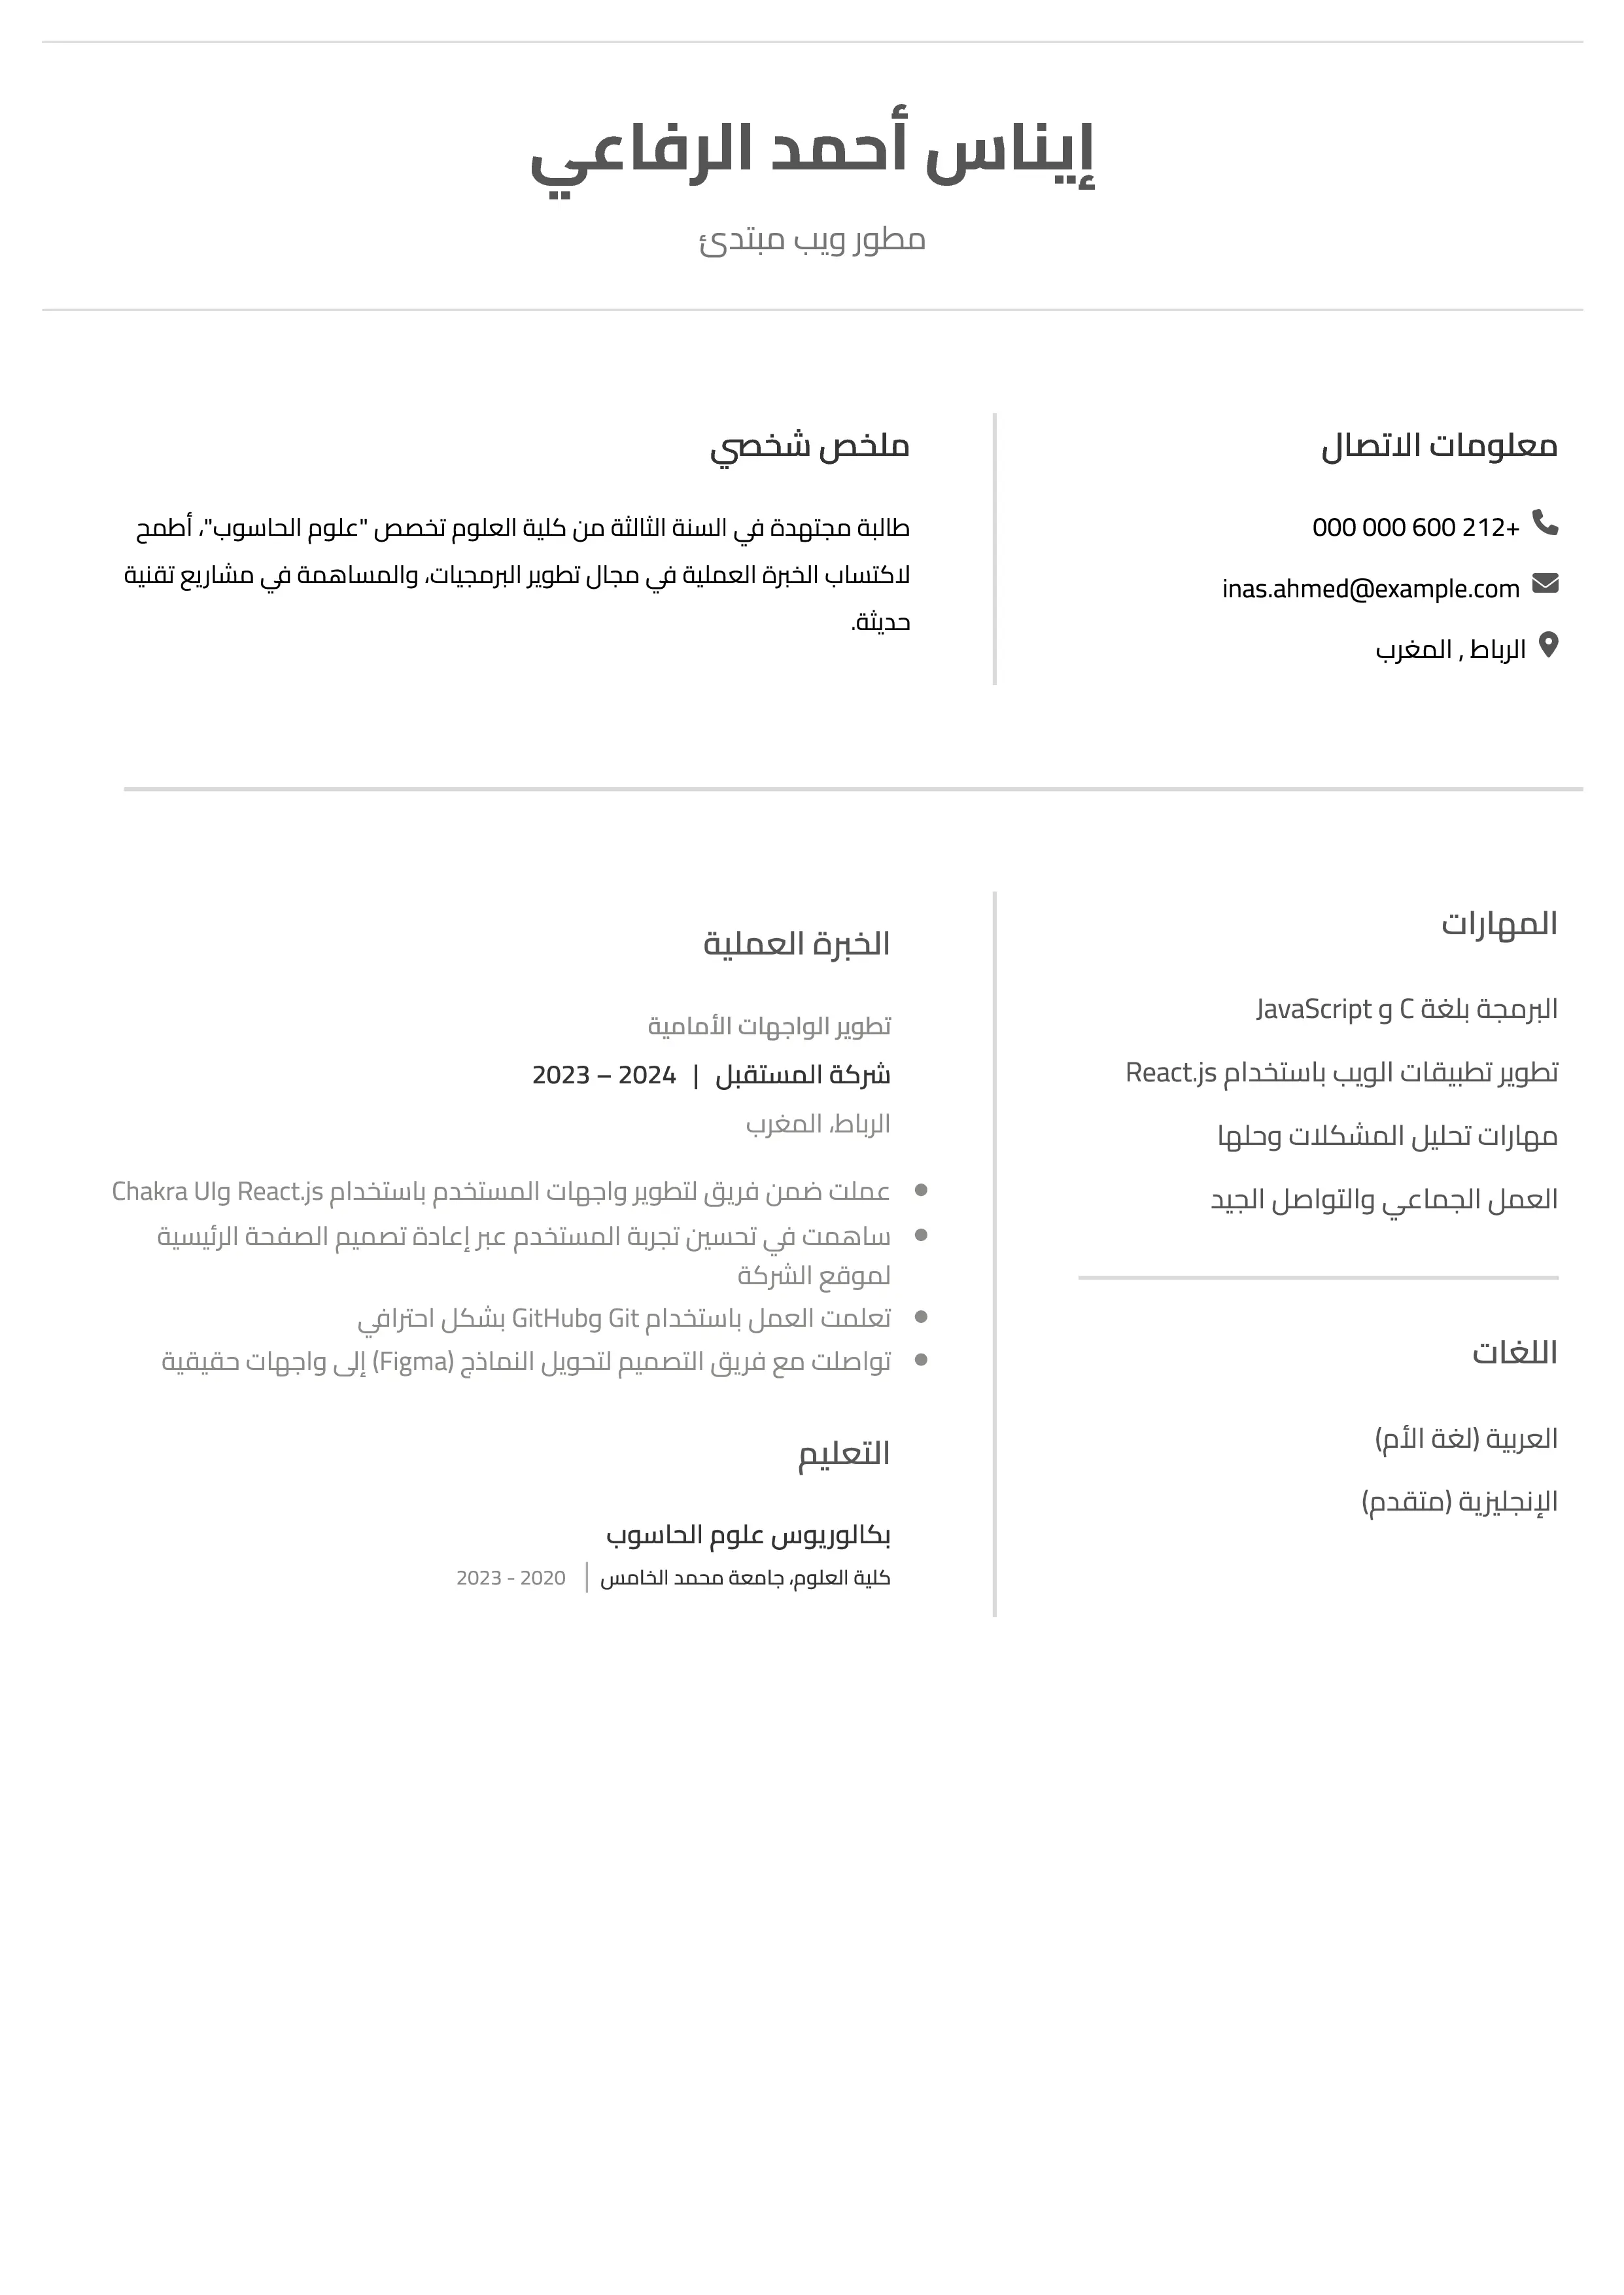 إيناس أحمد الرفاعي
مطور ويب مبتدئ
معلومات الاتصال
+212 600 000 000
inas.ahmed@example.com
الرباط , المغرب
ملخص شخصي
طالبة مجتهدة في السنة الثالثة من كلية العلوم تخصص "علوم الحاسوب"، أطمح
لاكتساب الخبرة العملية في مجال تطوير البرمجيات، والمساهمة في مشاريع تقنية
حديثة.
المهارات
البرمجة بلغة C و JavaScript
تطوير تطبيقات الويب باستخدام React.js
مهارات تحليل المشكلات وحلها
العمل الجماعي والتواصل الجيد
اللغات
العربية (لغة الأم)
الإنجليزية (متقدم)
الخبرة العملية
تطوير الواجهات الأمامية
شركة المستقبل | 2023 – 2024
الرباط، المغرب
• عملت ضمن فريق لتطوير واجهات المستخدم باستخدام React.js وChakra UI
• ساهمت في تحسين تجربة المستخدم عبر إعادة تصميم الصفحة الرئيسية
لموقع الشركة
• تعلمت العمل باستخدام Git وGitHub بشكل احترافي
• تواصلت مع فريق التصميم لتحويل النماذج (Figma) إلى واجهات حقيقية
التعليم
بكالوريوس علوم الحاسوب
كلية العلوم، جامعة محمد الخامس | 2020 - 2023